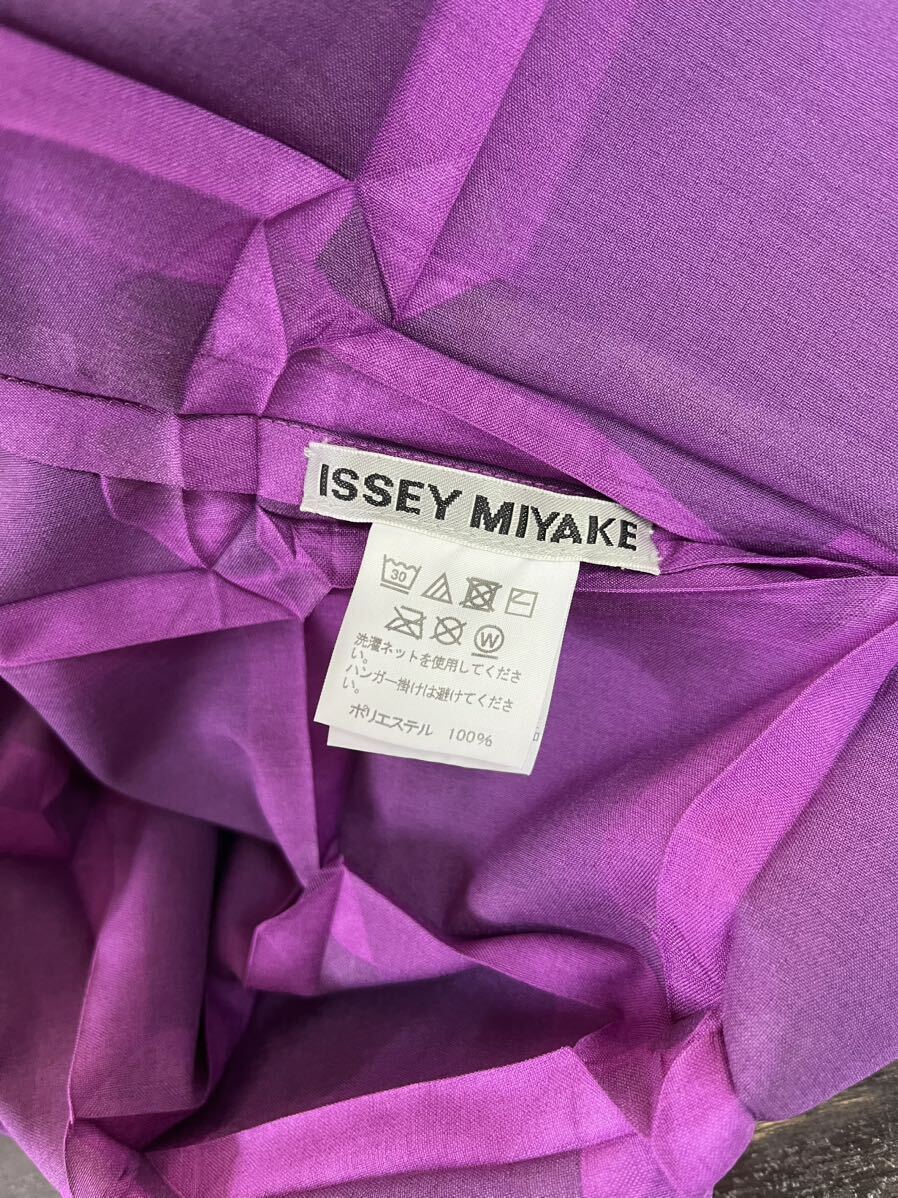 ISSEY MIYAKE
30
W
洗濯ネットを使用してくださ
い。
ハンガー掛けは避けてくださ
い。
ポリエステル 100%